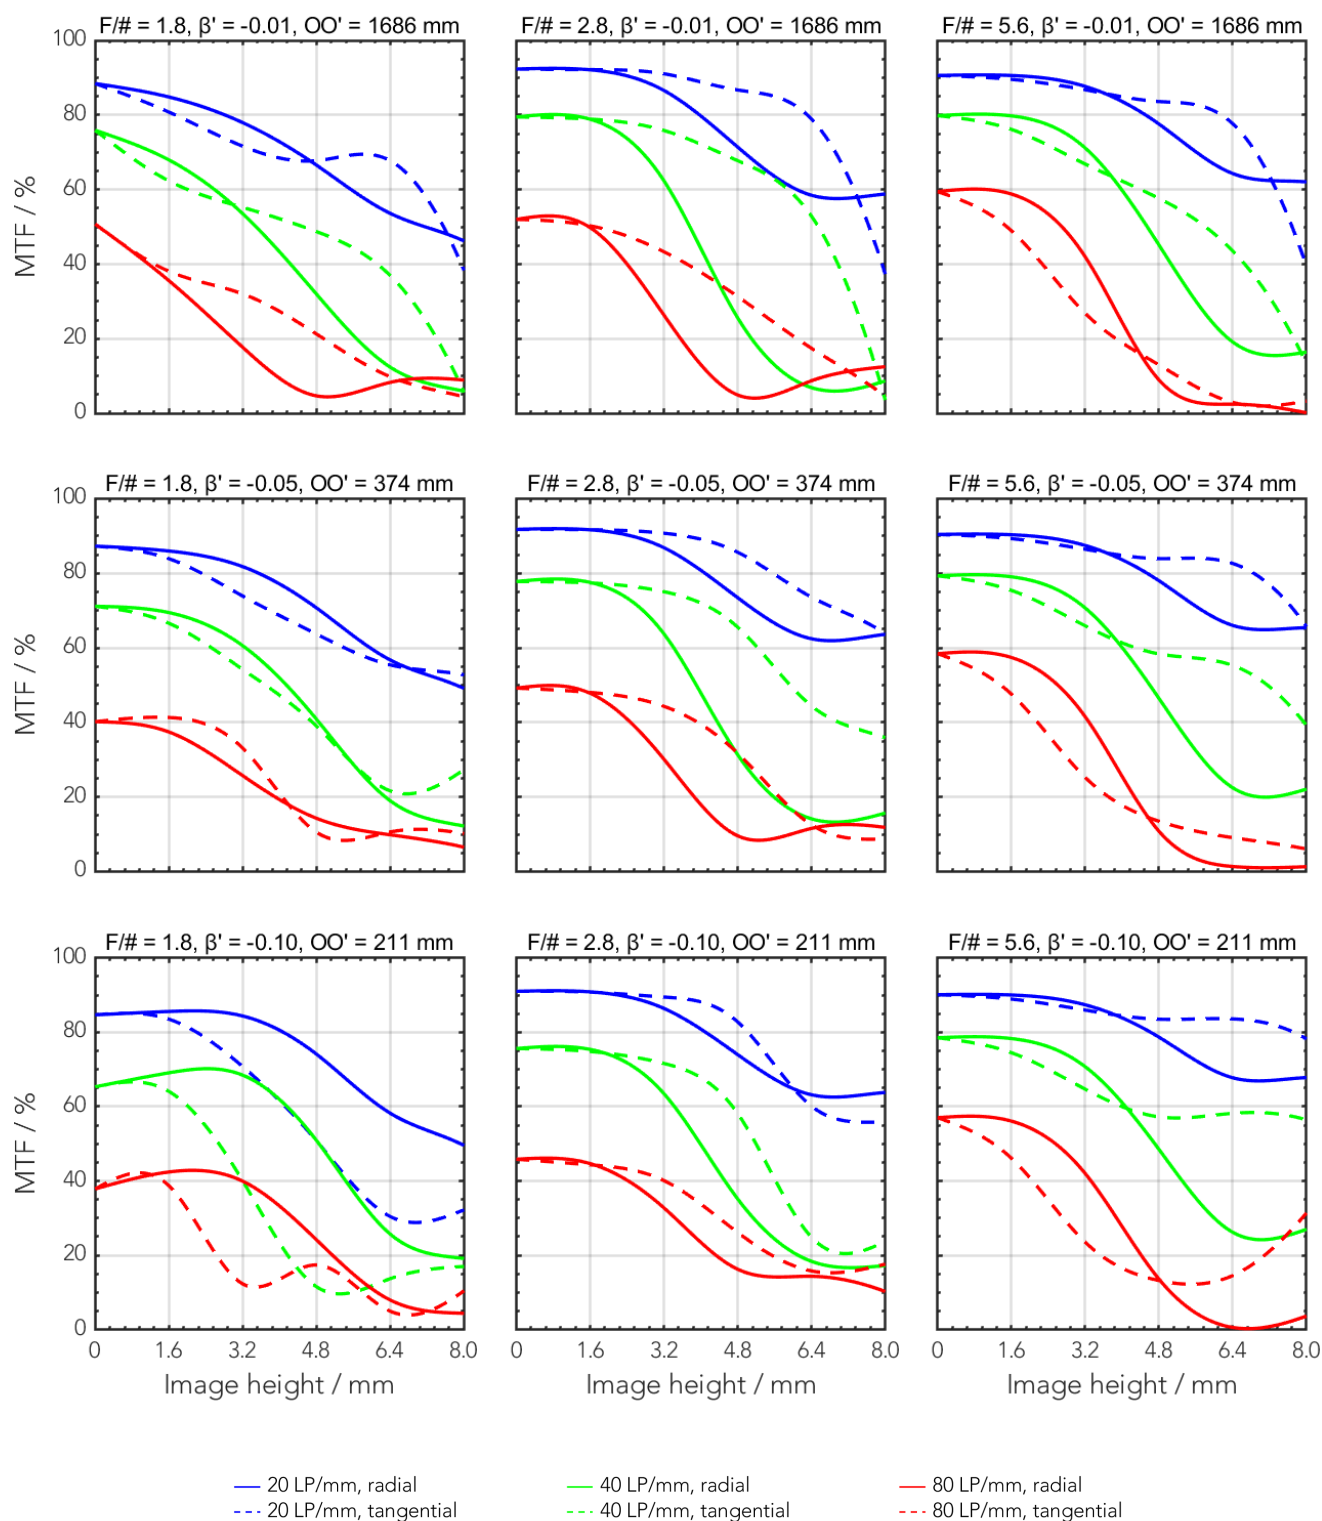 F/# = 1.8, β' = -0.01, OO' = 1686 mm
F/# = 2.8, β' = -0.01, OO' = 1686 mm
F/# = 5.6, β' = -0.01, OO' = 1686 mm
100
80
60
40
20
0
MTF / %
F/# = 1.8, β' = -0.05, OO' = 374 mm
F/# = 2.8, β' = -0.05, OO' = 374 mm
F/# = 5.6, β' = -0.05, OO' = 374 mm
100
80
60
40
20
0
MTF / %
F/# = 1.8, β' = -0.10, OO' = 211 mm
F/# = 2.8, β' = -0.10, OO' = 211 mm
F/# = 5.6, β' = -0.10, OO' = 211 mm
100
80
60
40
20
0
MTF / %
0 1.6 3.2 4.8 6.4 8.0
0 1.6 3.2 4.8 6.4 8.0
0 1.6 3.2 4.8 6.4 8.0
Image height / mm
Image height / mm
Image height / mm
20 LP/mm, radial
20 LP/mm, tangential
40 LP/mm, radial
40 LP/mm, tangential
80 LP/mm, radial
80 LP/mm, tangential